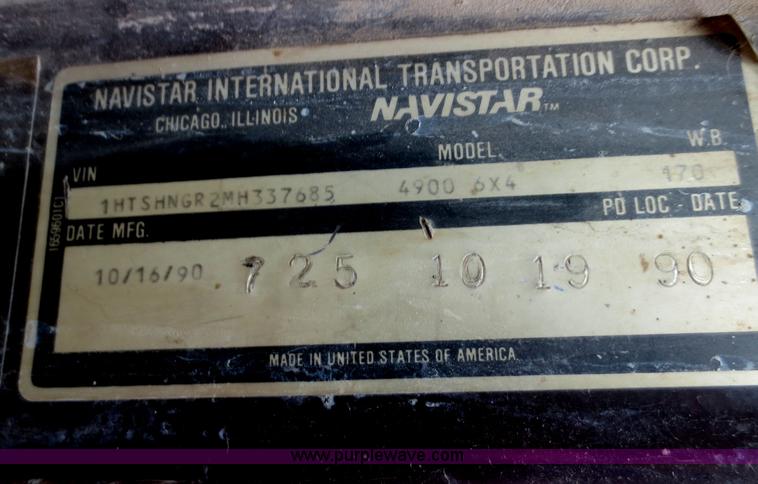 NAVISTAR INTERNATIONAL TRANSPORTATION CORP.
CHICAGO, ILLINOIS NAVISTAR™
VIN MODEL W.B.
1HTSHNGR2MH337685 4900 6X4 170
DATE MFG. PD LOC - DATE
10/16/90 725 10 19 90
MADE IN UNITED STATES OF AMERICA
www.purplewave.com